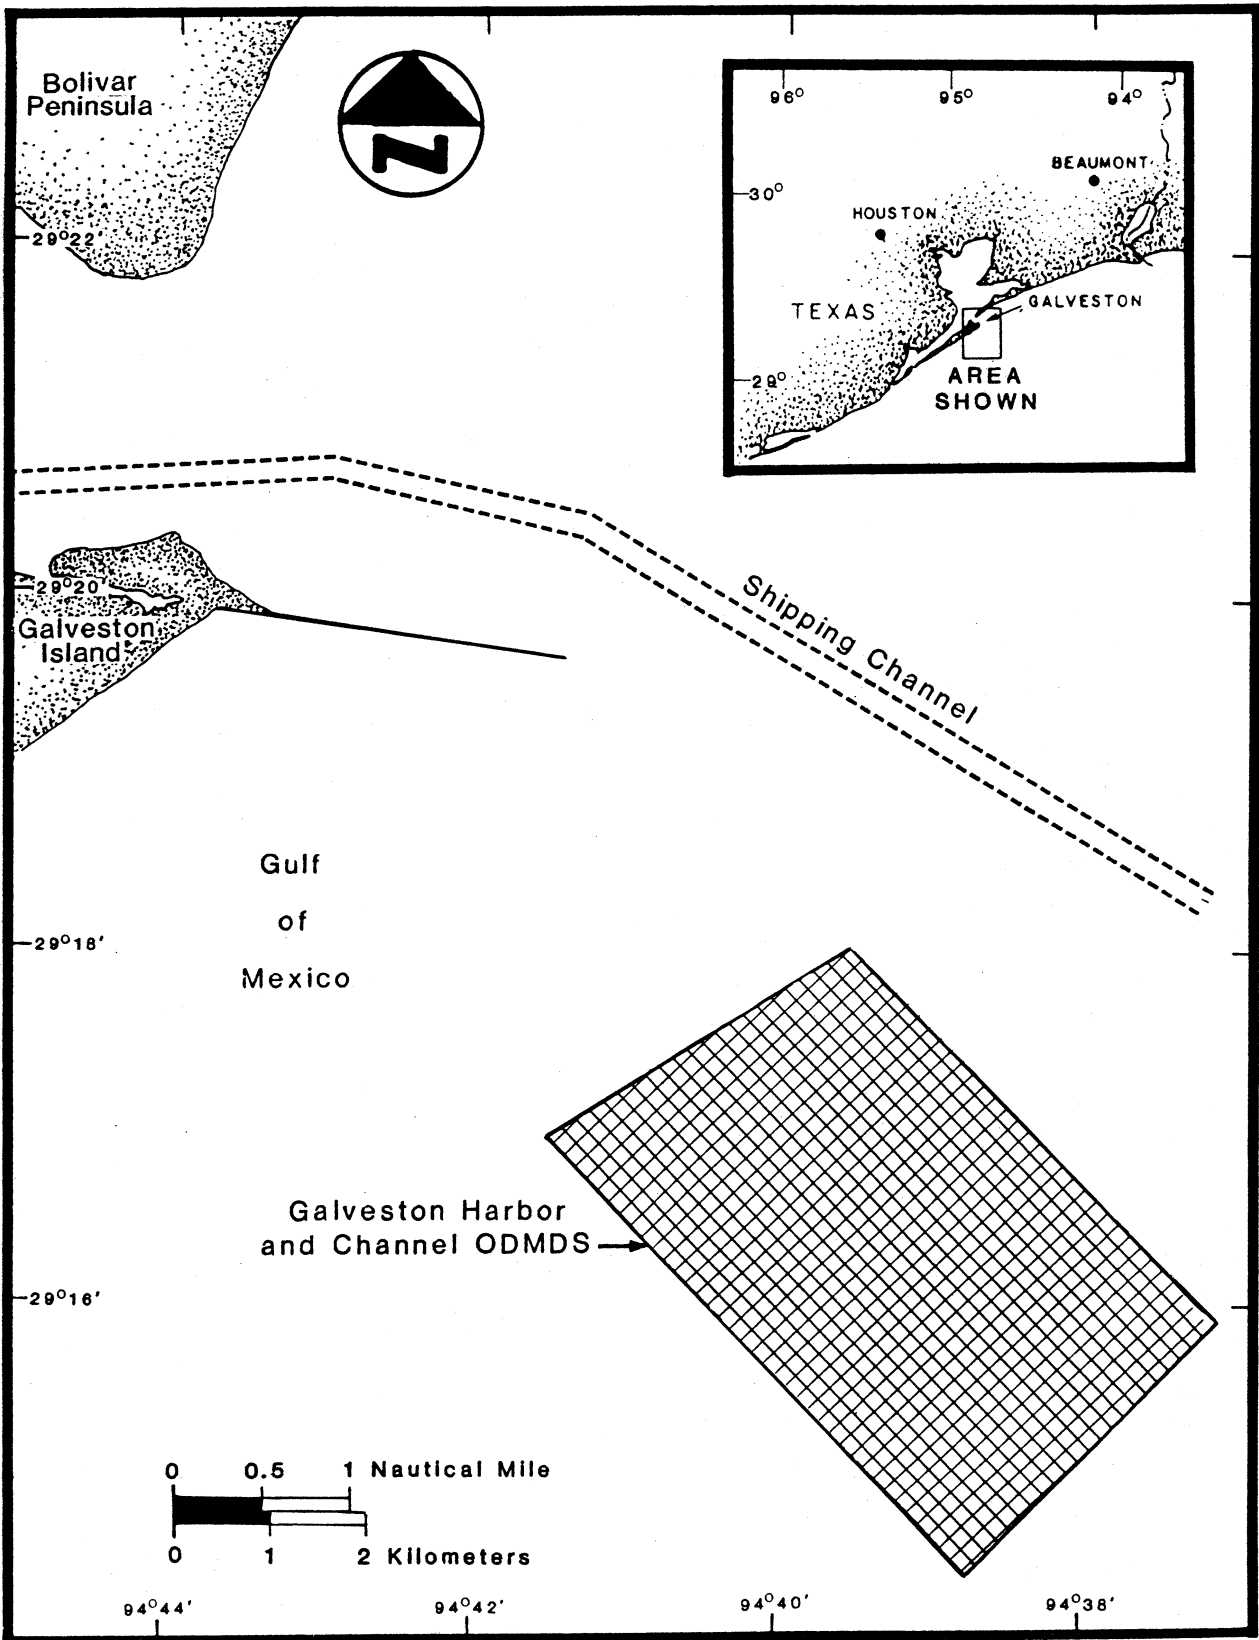 Bolivar
Peninsula
N
96°
95°
94°
BEAUMONT
30°
HOUSTON
29°22'
TEXAS
GALVESTON
29°
AREA
SHOWN
29°20'
Shipping Channel
Galveston
Island
Gulf
of
Mexico
29°18'
Galveston Harbor
and Channel ODMDS
29°16'
0 0.5 1 Nautical Mile
0 1 2 Kilometers
94°44' 94°42' 94°40' 94°38'